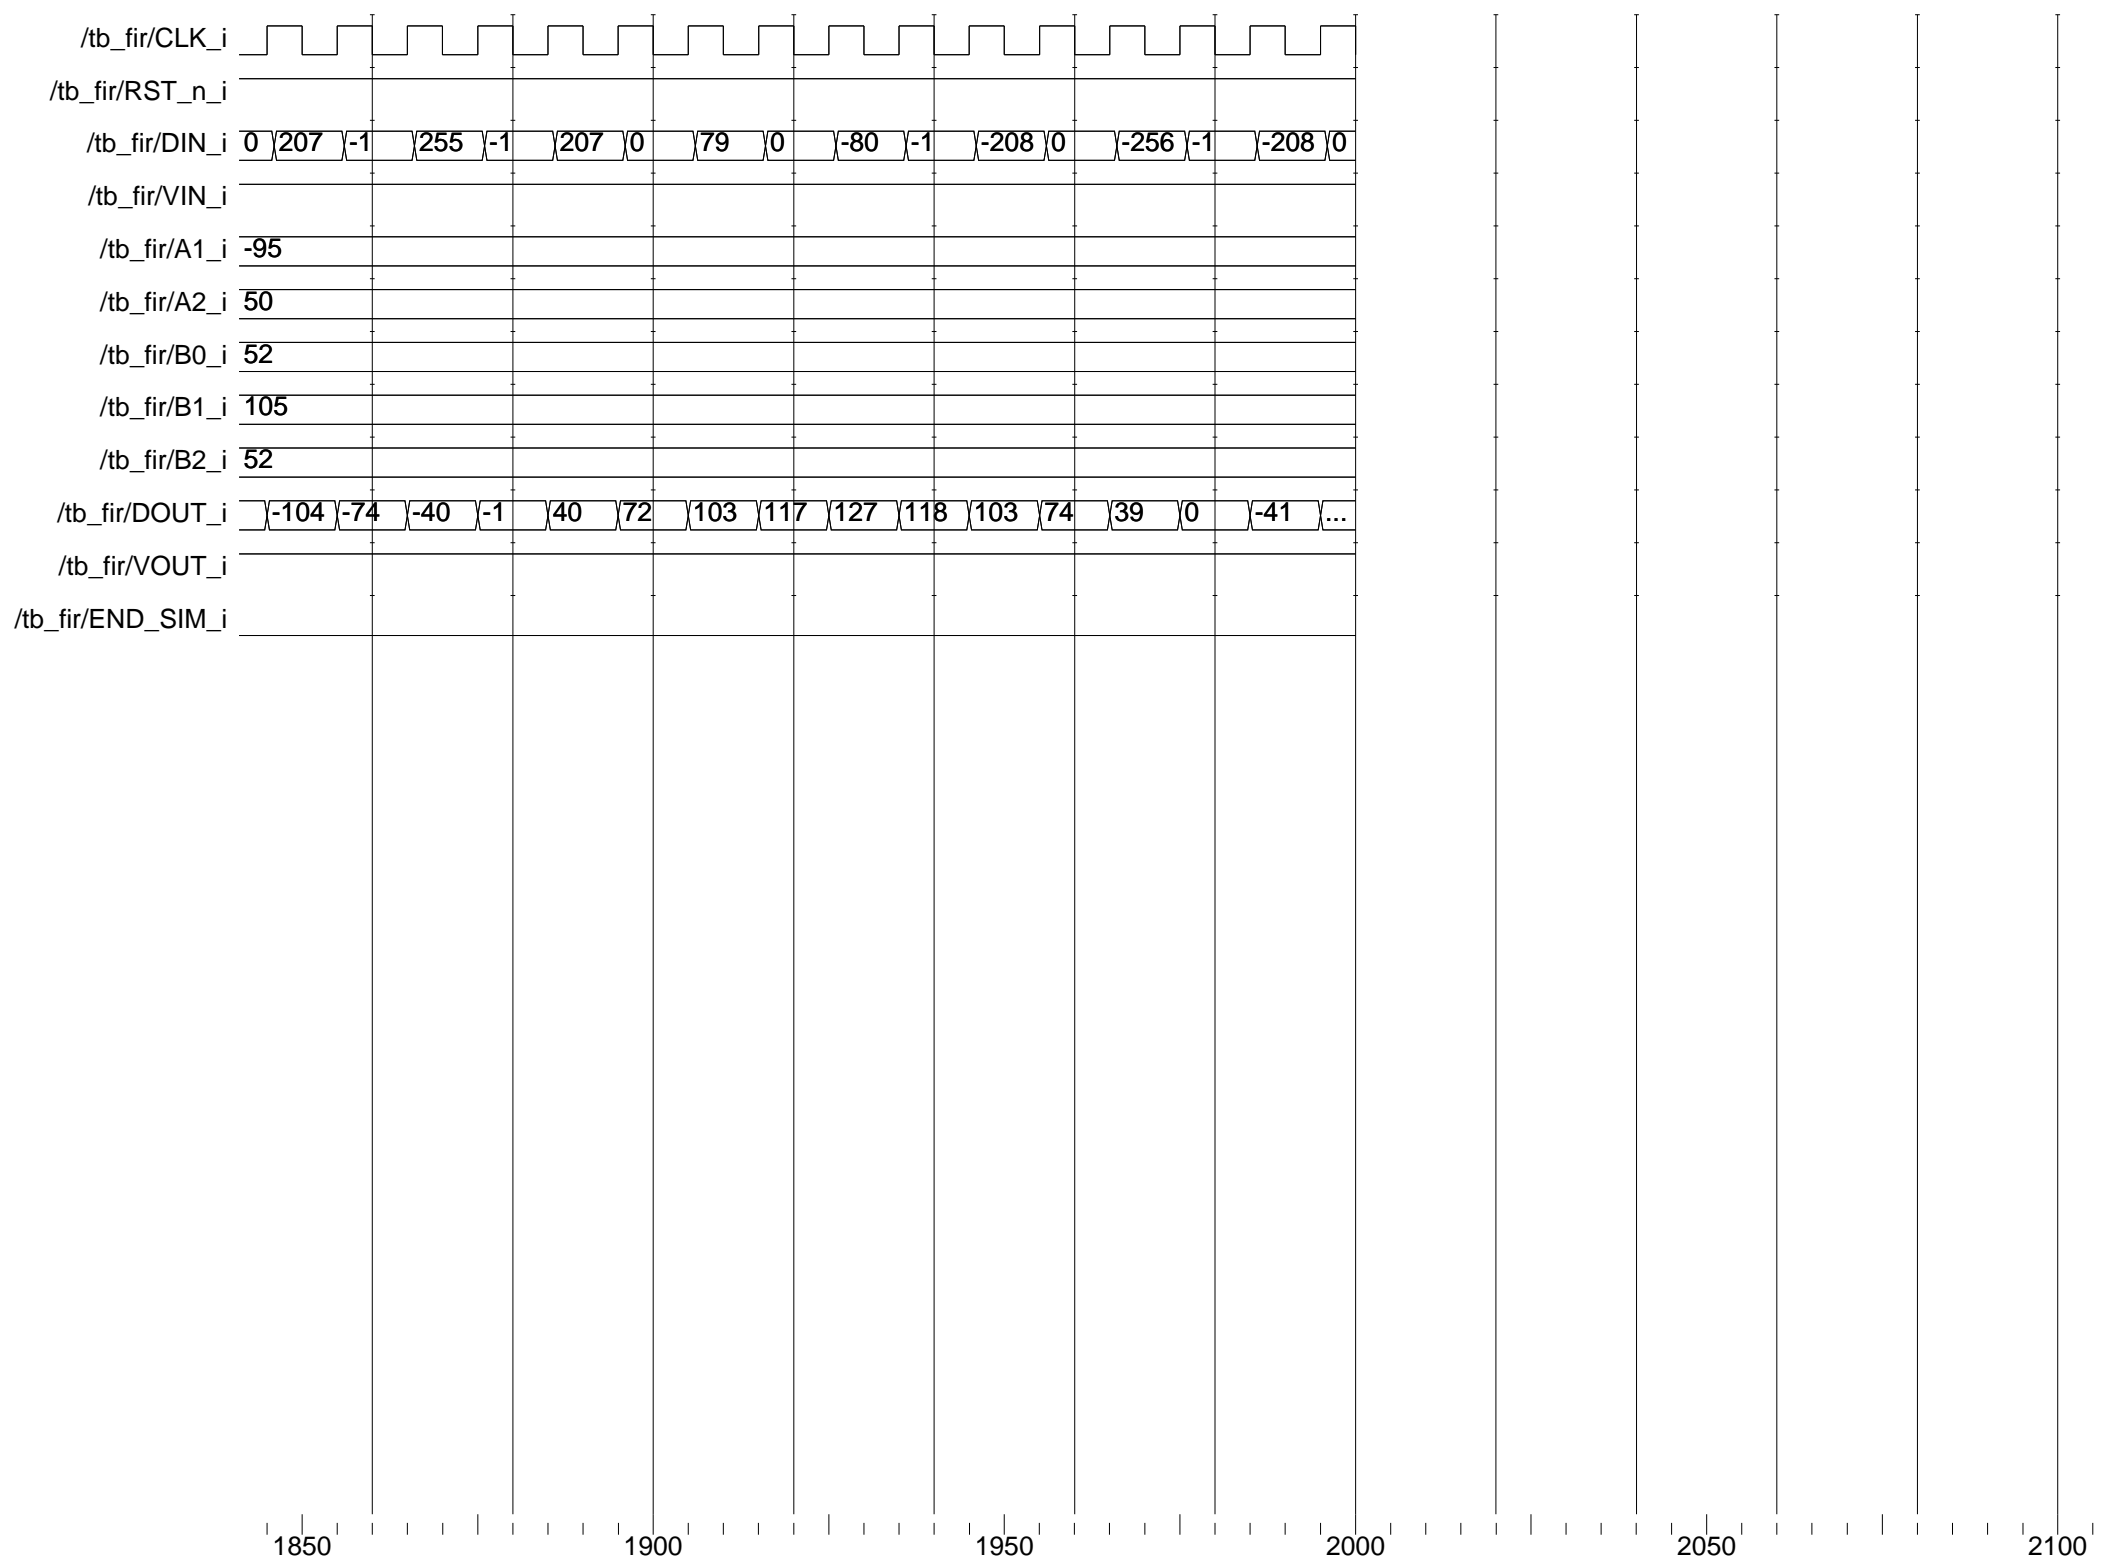 /tb_fir/CLK_i
/tb_fir/RST_n_i
/tb_fir/DIN_i 0 207 -1 255 -1 207 0 79 0 -80 -1 -208 0 -256 -1 -208 0
/tb_fir/VIN_i
/tb_fir/A1_i -95
/tb_fir/A2_i 50
/tb_fir/B0_i 52
/tb_fir/B1_i 105
/tb_fir/B2_i 52
/tb_fir/DOUT_i -104 -74 -40 -1 40 72 103 117 127 118 103 74 39 0 -41 ...
/tb_fir/VOUT_i
/tb_fir/END_SIM_i
1850 1900 1950 2000 2050 2100